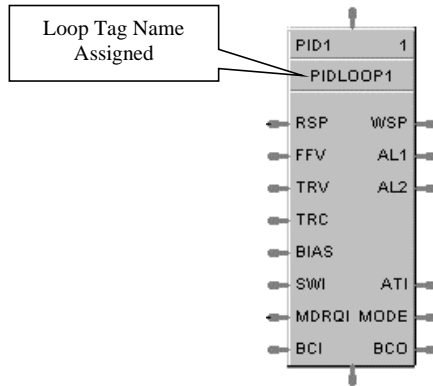 Loop Tag Name
Assigned
PID1 1
PIDLOOP1
RSP WSP
FFV AL1
TRV AL2
TRC
BIAS
SWI ATI
MDRQI MODE
BCI BCO